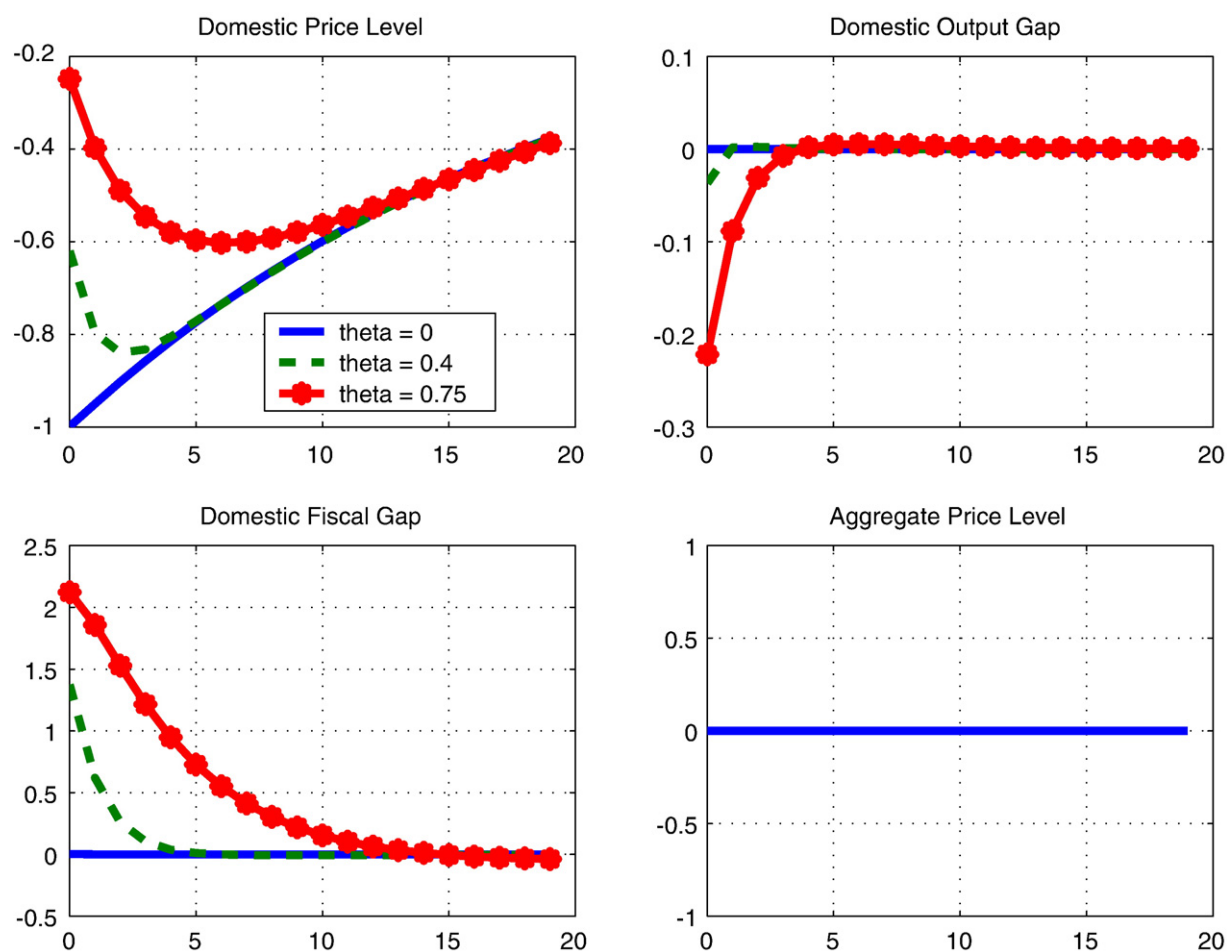 Domestic Price Level
-0.2
-0.4
-0.6
-0.8
-1
0 5 10 15 20
theta = 0
theta = 0.4
theta = 0.75
Domestic Output Gap
0.1
0
-0.1
-0.2
-0.3
0 5 10 15 20
Domestic Fiscal Gap
2.5
2
1.5
1
0.5
0
-0.5
0 5 10 15 20
Aggregate Price Level
1
0.5
0
-0.5
-1
0 5 10 15 20